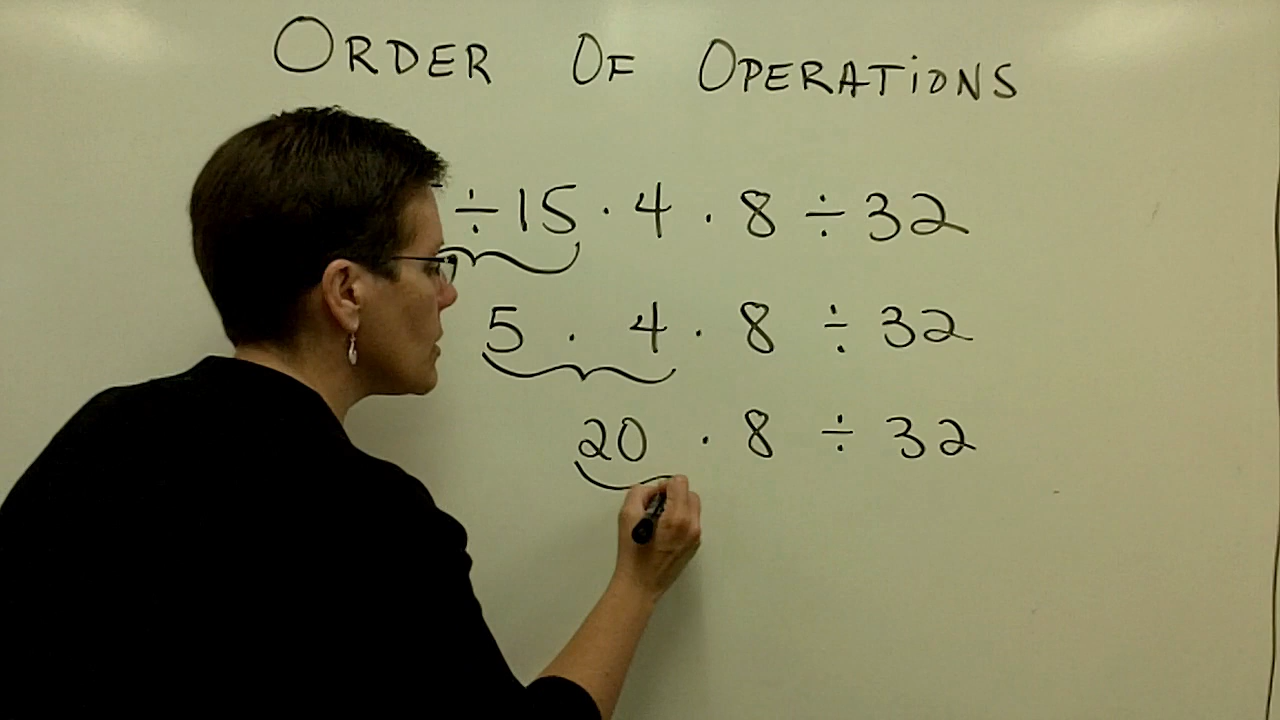 ORDER OF OPERATIONS
÷ 15 · 4 · 8 ÷ 32
5 · 4 · 8 ÷ 32
20 · 8 ÷ 32